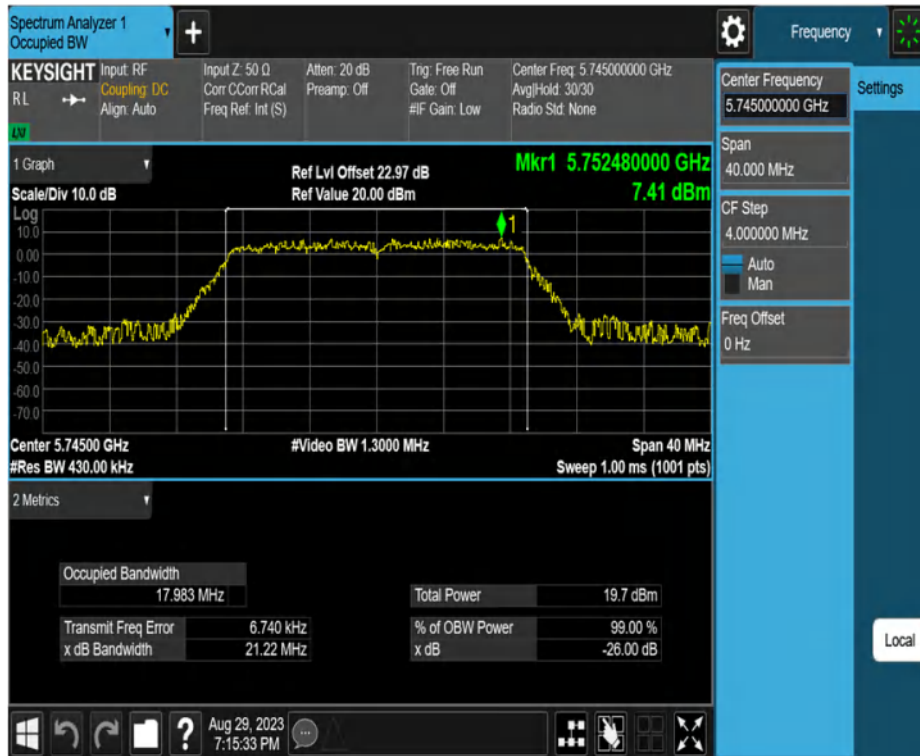 Spectrum Analyzer 1
Occupied BW
+
Frequency
KEYSIGHT
RL
LXI
Input: RF
Coupling: DC
Align: Auto
Input Z: 50 Ω
Corr CCorr RCal
Freq Ref: Int (S)
Atten: 20 dB
Preamp: Off
Trig: Free Run
Gate: Off
#IF Gain: Low
Center Freq: 5.745000000 GHz
Avg|Hold: 30/30
Radio Std: None
Center Frequency
5.745000000 GHz
Settings
Span
40.000 MHz
CF Step
4.000000 MHz
Auto
Man
Freq Offset
0 Hz
Local
1 Graph
Scale/Div 10.0 dB
Ref Lvl Offset 22.97 dB
Ref Value 20.00 dBm
Mkr1 5.752480000 GHz
7.41 dBm
Log
1
10.0
0.00
-10.0
-20.0
-30.0
-40.0
-50.0
-60.0
-70.0
Center 5.74500 GHz
#Video BW 1.3000 MHz
Span 40 MHz
#Res BW 430.00 kHz
Sweep 1.00 ms (1001 pts)
2 Metrics
Occupied Bandwidth
17.983 MHz
Total Power 19.7 dBm
Transmit Freq Error 6.740 kHz
% of OBW Power 99.00 %
x dB Bandwidth 21.22 MHz
x dB -26.00 dB
?
Aug 29, 2023
7:15:33 PM